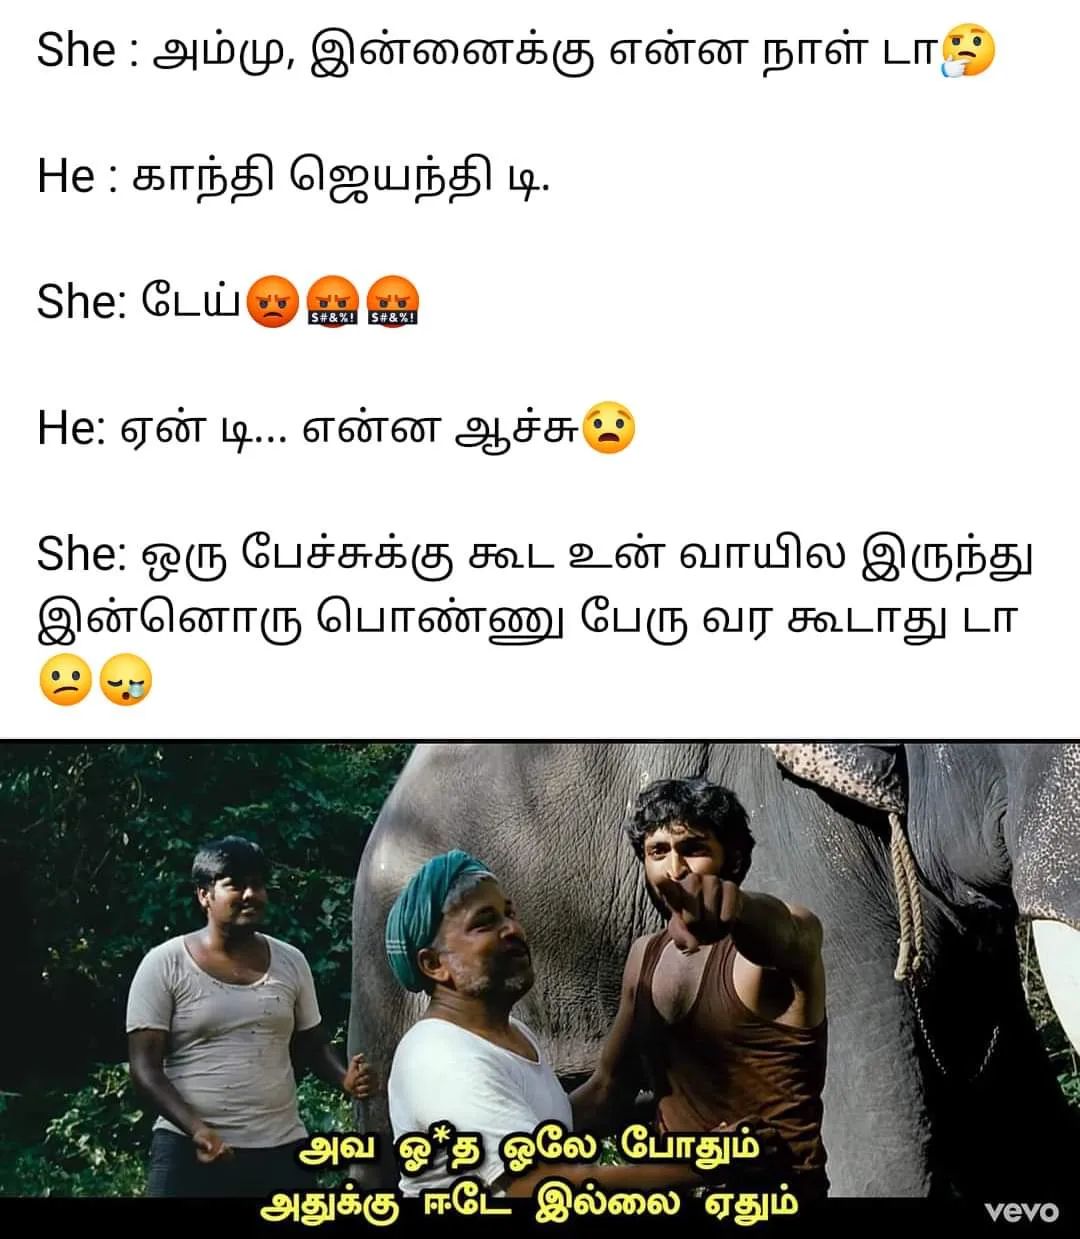 She : அம்மு, இன்னைக்கு என்ன நாள் டா🤔
He : காந்தி ஜெயந்தி டி.
She: டேய்😡🤬🤬
$#&%! $#&%!
He: ஏன் டி... என்ன ஆச்சு😧
She: ஒரு பேச்சுக்கு கூட உன் வாயில இருந்து
இன்னொரு பொண்ணு பேரு வர கூடாது டா
😕😪
அவ ஓ*த ஓலே போதும்
அதுக்கு ஈடே இல்லை ஏதும்
vevo